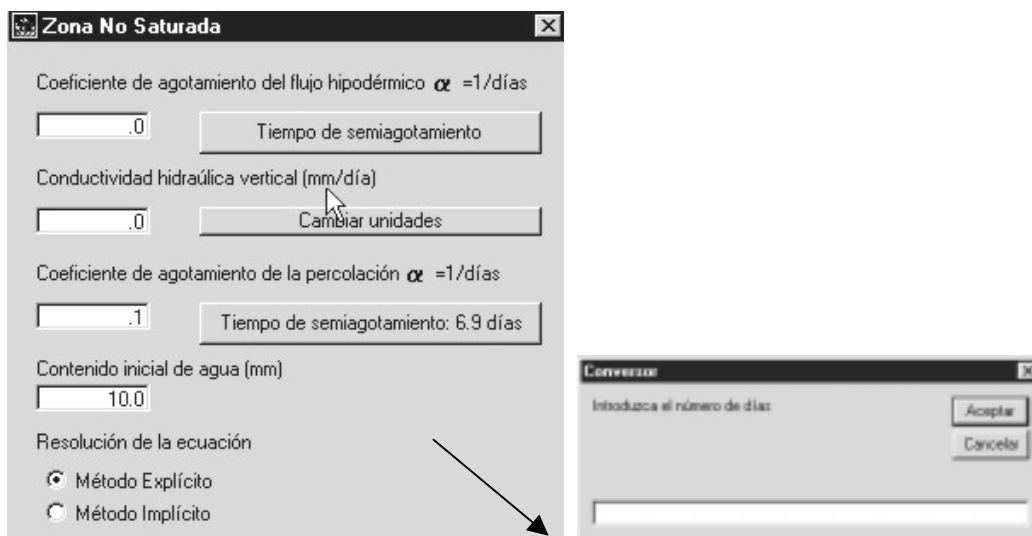 Zona No Saturada
Coeficiente de agotamiento del flujo hipodérmico α =1/días
.0
Tiempo de semiagotamiento
Conductividad hidraúlica vertical (mm/día)
.0
Cambiar unidades
Coeficiente de agotamiento de la percolación α =1/días
.1
Tiempo de semiagotamiento: 6.9 días
Contenido inicial de agua (mm)
10.0
Resolución de la ecuación
Método Explícito
Método Implícito
Conversor
Introduzca el número de días
Aceptar
Cancelar